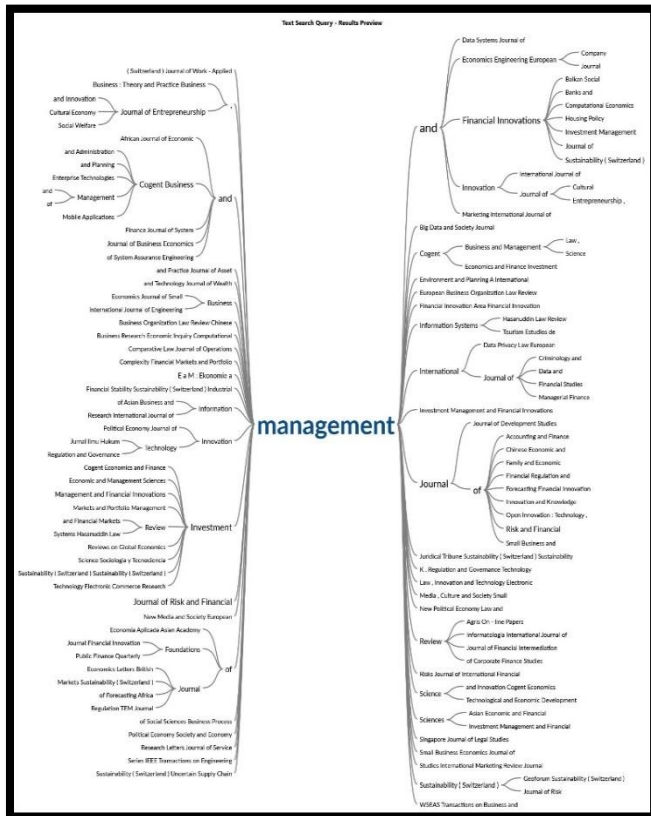 Text Search Query - Results Preview
( Switzerland ) Journal of Work - Applied
Business : Theory and Practice Business
and Innovation
Cultural Economy
Social Welfare
Journal of Entrepreneurship
,
African Journal of Economic
and Administration
and Planning
Enterprise Technologies
and
of
Management
Mobile Applications
Cogent Business
Finance Journal of System
Journal of Business Economics
of System Assurance Engineering
and
and Practice Journal of Asset
and Technology Journal of Wealth
Economics Journal of Small
International Journal of Engineering
Business
Business Organization Law Review Chinese
Business Research Economic Inquiry Computational
Comparative Law Journal of Operations
Complexity Financial Markets and Portfolio
E a M : Ekonomie a
Financial Stability Sustainability ( Switzerland ) Industrial
of Asian Business and
Research International Journal of
Information
Political Economy Journal of
Jurnal Ilmu Hukum
Regulation and Governance
Technology
Innovation
Cogent Economics and Finance
Economic and Management Sciences
Management and Financial Innovations
Markets and Portfolio Management
and Financial Markets
Systems Hasanuddin Law
Review
Reviews on Global Economics
Science Sociologia y Tecnociencia
Sustainability ( Switzerland ) Sustainability ( Switzerland )
Technology Electronic Commerce Research
Investment
Journal of Risk and Financial
New Media and Society European
Economia Aplicada Asian Academy
Journal Financial Innovation
Public Finance Quarterly
Foundations
Economics Letters British
Markets Sustainability ( Switzerland )
of Forecasting Africa
Regulation TEM Journal
Journal
of
of Social Sciences Business Process
Political Economy Society and Economy
Research Letters Journal of Service
Series IEEE Transactions on Engineering
Sustainability ( Switzerland ) Uncertain Supply Chain
management
and
Data Systems Journal of
Economics Engineering European
Company
Journal
Financial Innovations
Balkan Social
Banks and
Computational Economics
Housing Policy
Investment Management
Journal of
Sustainability ( Switzerland )
Innovation
International Journal of
Journal of
Cultural
Entrepreneurship ,
Marketing International Journal of
Big Data and Society Journal
Cogent
Business and Management
Law ,
Science
Economics and Finance Investment
Environment and Planning A International
European Business Organization Law Review
Financial Innovation Area Financial Innovation
Information Systems
Hasanuddin Law Review
Tourism Estudios de
International
Data Privacy Law European
Journal of
Criminology and
Data and
Financial Studies
Managerial Finance
Investment Management and Financial Innovations
Journal
Journal of Development Studies
of
Accounting and Finance
Chinese Economic and
Family and Economic
Financial Regulation and
Forecasting Financial Innovation
Innovation and Knowledge
Open Innovation : Technology ,
Risk and Financial
Small Business and
Juridical Tribune Sustainability ( Switzerland ) Sustainability
K , Regulation and Governance Technology
Law , Innovation and Technology Electronic
Media , Culture and Society Small
New Political Economy Law and
Review
Agris On - line Papers
Informatologia International Journal of
Journal of Financial Intermediation
of Corporate Finance Studies
Risks Journal of International Financial
Science
and Innovation Cogent Economics
Technological and Economic Development
Sciences
Asian Economic and Financial
Investment Management and Financial
Singapore Journal of Legal Studies
Small Business Economics Journal of
Studies International Marketing Review Journal
Sustainability ( Switzerland )
Geoforum Sustainability ( Switzerland )
Journal of Risk
WSEAS Transactions on Business and